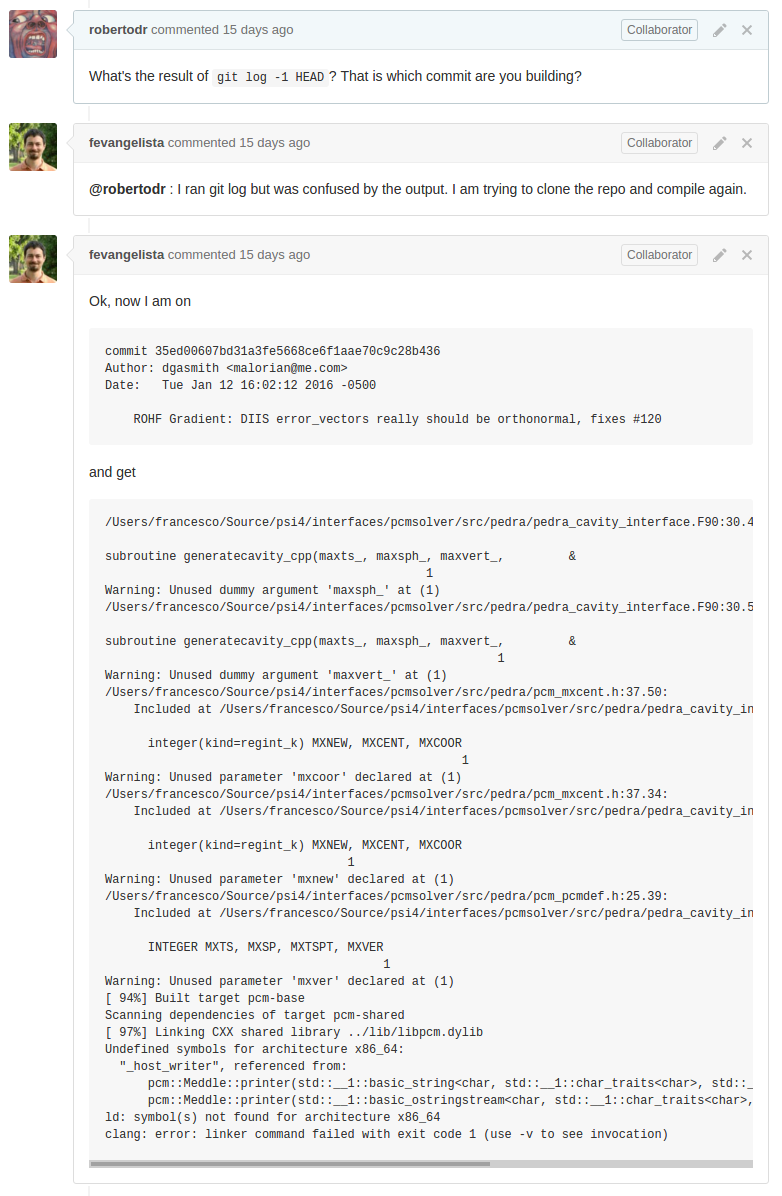 robertodr commented 15 days ago Collaborator
What's the result of git log -1 HEAD ? That is which commit are you building?
fevangelista commented 15 days ago Collaborator
@robertodr : I ran git log but was confused by the output. I am trying to clone the repo and compile again.
fevangelista commented 15 days ago Collaborator
Ok, now I am on
commit 35ed00607bd31a3fe5668ce6f1aae70c9c28b436
Author: dgasmith <malorian@me.com>
Date:   Tue Jan 12 16:02:12 2016 -0500
ROHF Gradient: DIIS error_vectors really should be orthonormal, fixes #120
and get
/Users/francesco/Source/psi4/interfaces/pcmsolver/src/pedra/pedra_cavity_interface.F90:30.4
subroutine generatecavity_cpp(maxts_, maxsph_, maxvert_,         &
1
Warning: Unused dummy argument 'maxsph_' at (1)
/Users/francesco/Source/psi4/interfaces/pcmsolver/src/pedra/pedra_cavity_interface.F90:30.5
subroutine generatecavity_cpp(maxts_, maxsph_, maxvert_,         &
1
Warning: Unused dummy argument 'maxvert_' at (1)
/Users/francesco/Source/psi4/interfaces/pcmsolver/src/pedra/pcm_mxcent.h:37.50:
Included at /Users/francesco/Source/psi4/interfaces/pcmsolver/src/pedra/pedra_cavity_in
integer(kind=regint_k) MXNEW, MXCENT, MXCOOR
1
Warning: Unused parameter 'mxcoor' declared at (1)
/Users/francesco/Source/psi4/interfaces/pcmsolver/src/pedra/pcm_mxcent.h:37.34:
Included at /Users/francesco/Source/psi4/interfaces/pcmsolver/src/pedra/pedra_cavity_in
integer(kind=regint_k) MXNEW, MXCENT, MXCOOR
1
Warning: Unused parameter 'mxnew' declared at (1)
/Users/francesco/Source/psi4/interfaces/pcmsolver/src/pedra/pcm_pcmdef.h:25.39:
Included at /Users/francesco/Source/psi4/interfaces/pcmsolver/src/pedra/pedra_cavity_in
INTEGER MXTS, MXSP, MXTSPT, MXVER
1
Warning: Unused parameter 'mxver' declared at (1)
[ 94%] Built target pcm-base
Scanning dependencies of target pcm-shared
[ 97%] Linking CXX shared library ../lib/libpcm.dylib
Undefined symbols for architecture x86_64:
"_host_writer", referenced from:
pcm::Meddle::printer(std::__1::basic_string<char, std::__1::char_traits<char>, std::_
pcm::Meddle::printer(std::__1::basic_ostringstream<char, std::__1::char_traits<char>,
ld: symbol(s) not found for architecture x86_64
clang: error: linker command failed with exit code 1 (use -v to see invocation)